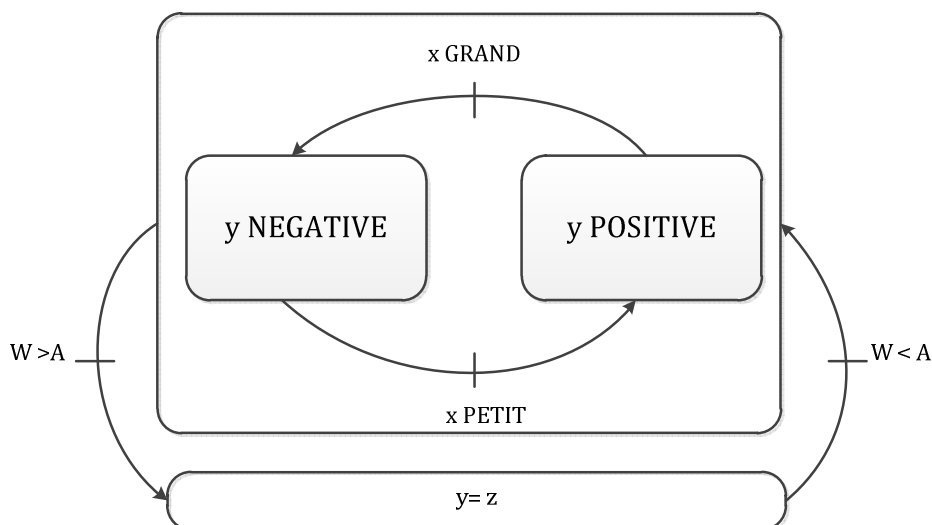 x GRAND
y NEGATIVE
y POSITIVE
W >A
W < A
x PETIT
y= z